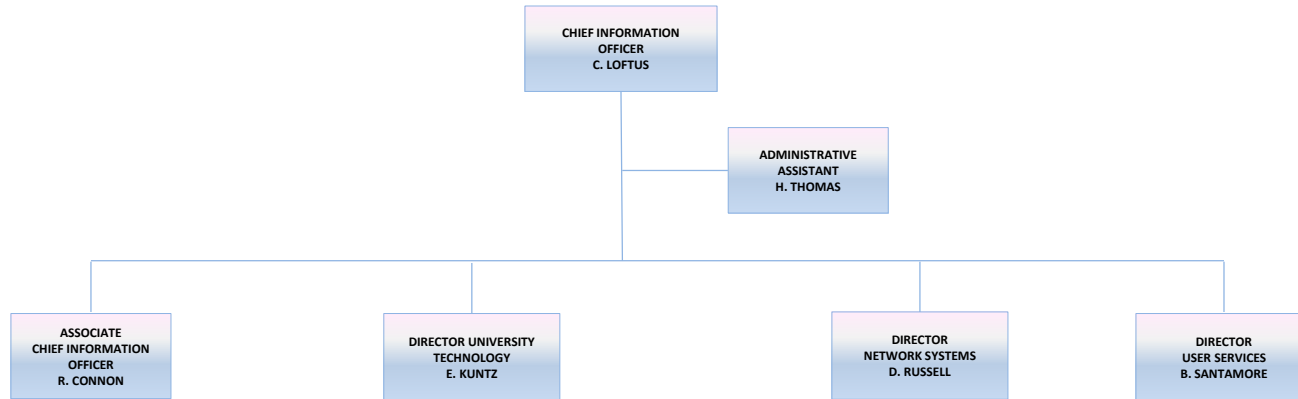 CHIEF INFORMATION
OFFICER
C. LOFTUS
ADMINISTRATIVE
ASSISTANT
H. THOMAS
ASSOCIATE
CHIEF INFORMATION
OFFICER
R. CONNON
DIRECTOR UNIVERSITY
TECHNOLOGY
E. KUNTZ
DIRECTOR
NETWORK SYSTEMS
D. RUSSELL
DIRECTOR
USER SERVICES
B. SANTAMORE